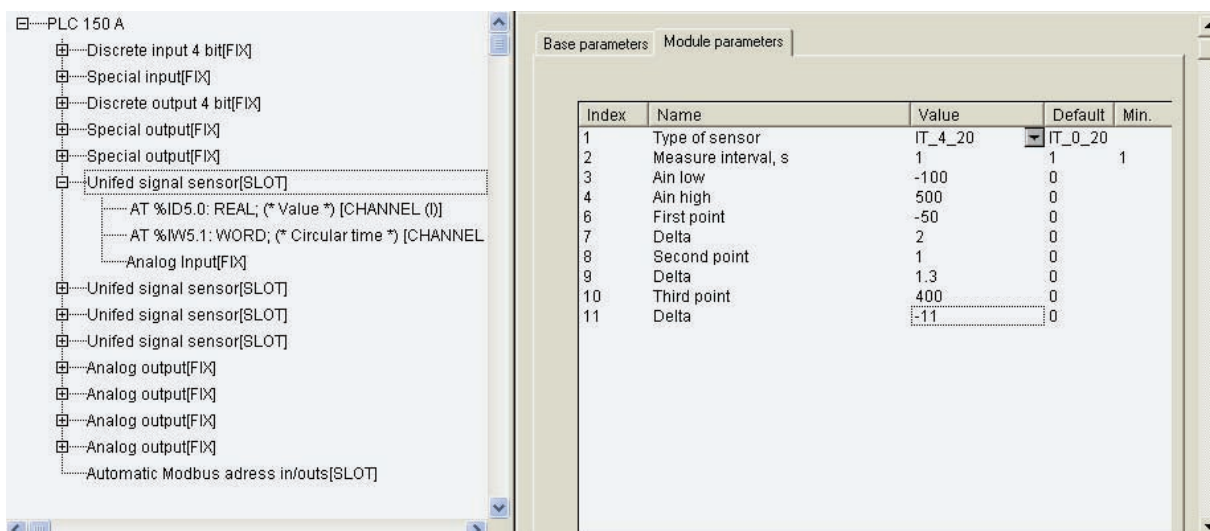 PLC 150 A
Discrete input 4 bit[FIX]
Special input[FIX]
Discrete output 4 bit[FIX]
Special output[FIX]
Special output[FIX]
Unifed signal sensor[SLOT]
AT %ID5.0: REAL; (* Value *) [CHANNEL (I)]
AT %IW5.1: WORD; (* Circular time *) [CHANNEL
Analog Input[FIX]
Unifed signal sensor[SLOT]
Unifed signal sensor[SLOT]
Unifed signal sensor[SLOT]
Analog output[FIX]
Analog output[FIX]
Analog output[FIX]
Analog output[FIX]
Automatic Modbus adress in/outs[SLOT]
Base parameters Module parameters
Index Name Value Default Min.
1 Type of sensor IT_4_20 IT_0_20
2 Measure interval, s 1 1 1
3 Ain low -100 0
4 Ain high 500 0
6 First point -50 0
7 Delta 2 0
8 Second point 1 0
9 Delta 1.3 0
10 Third point 400 0
11 Delta -11 0